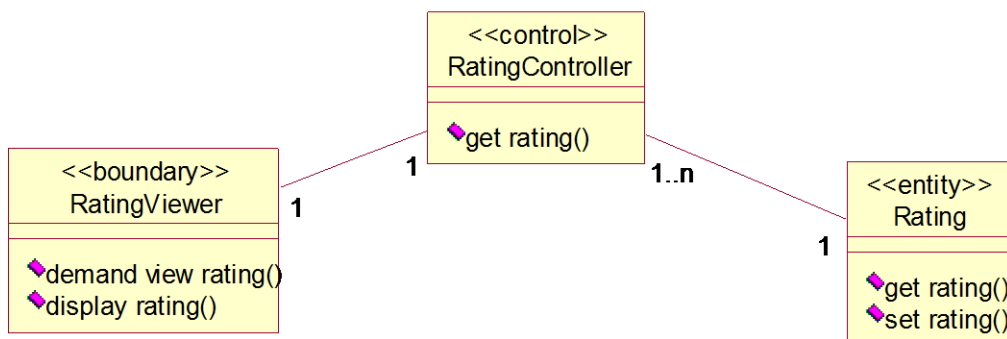 <<control>>
RatingController
get rating()
1
1..n
<<boundary>>
RatingViewer
1
demand view rating()
display rating()
<<entity>>
Rating
1
get rating()
set rating()